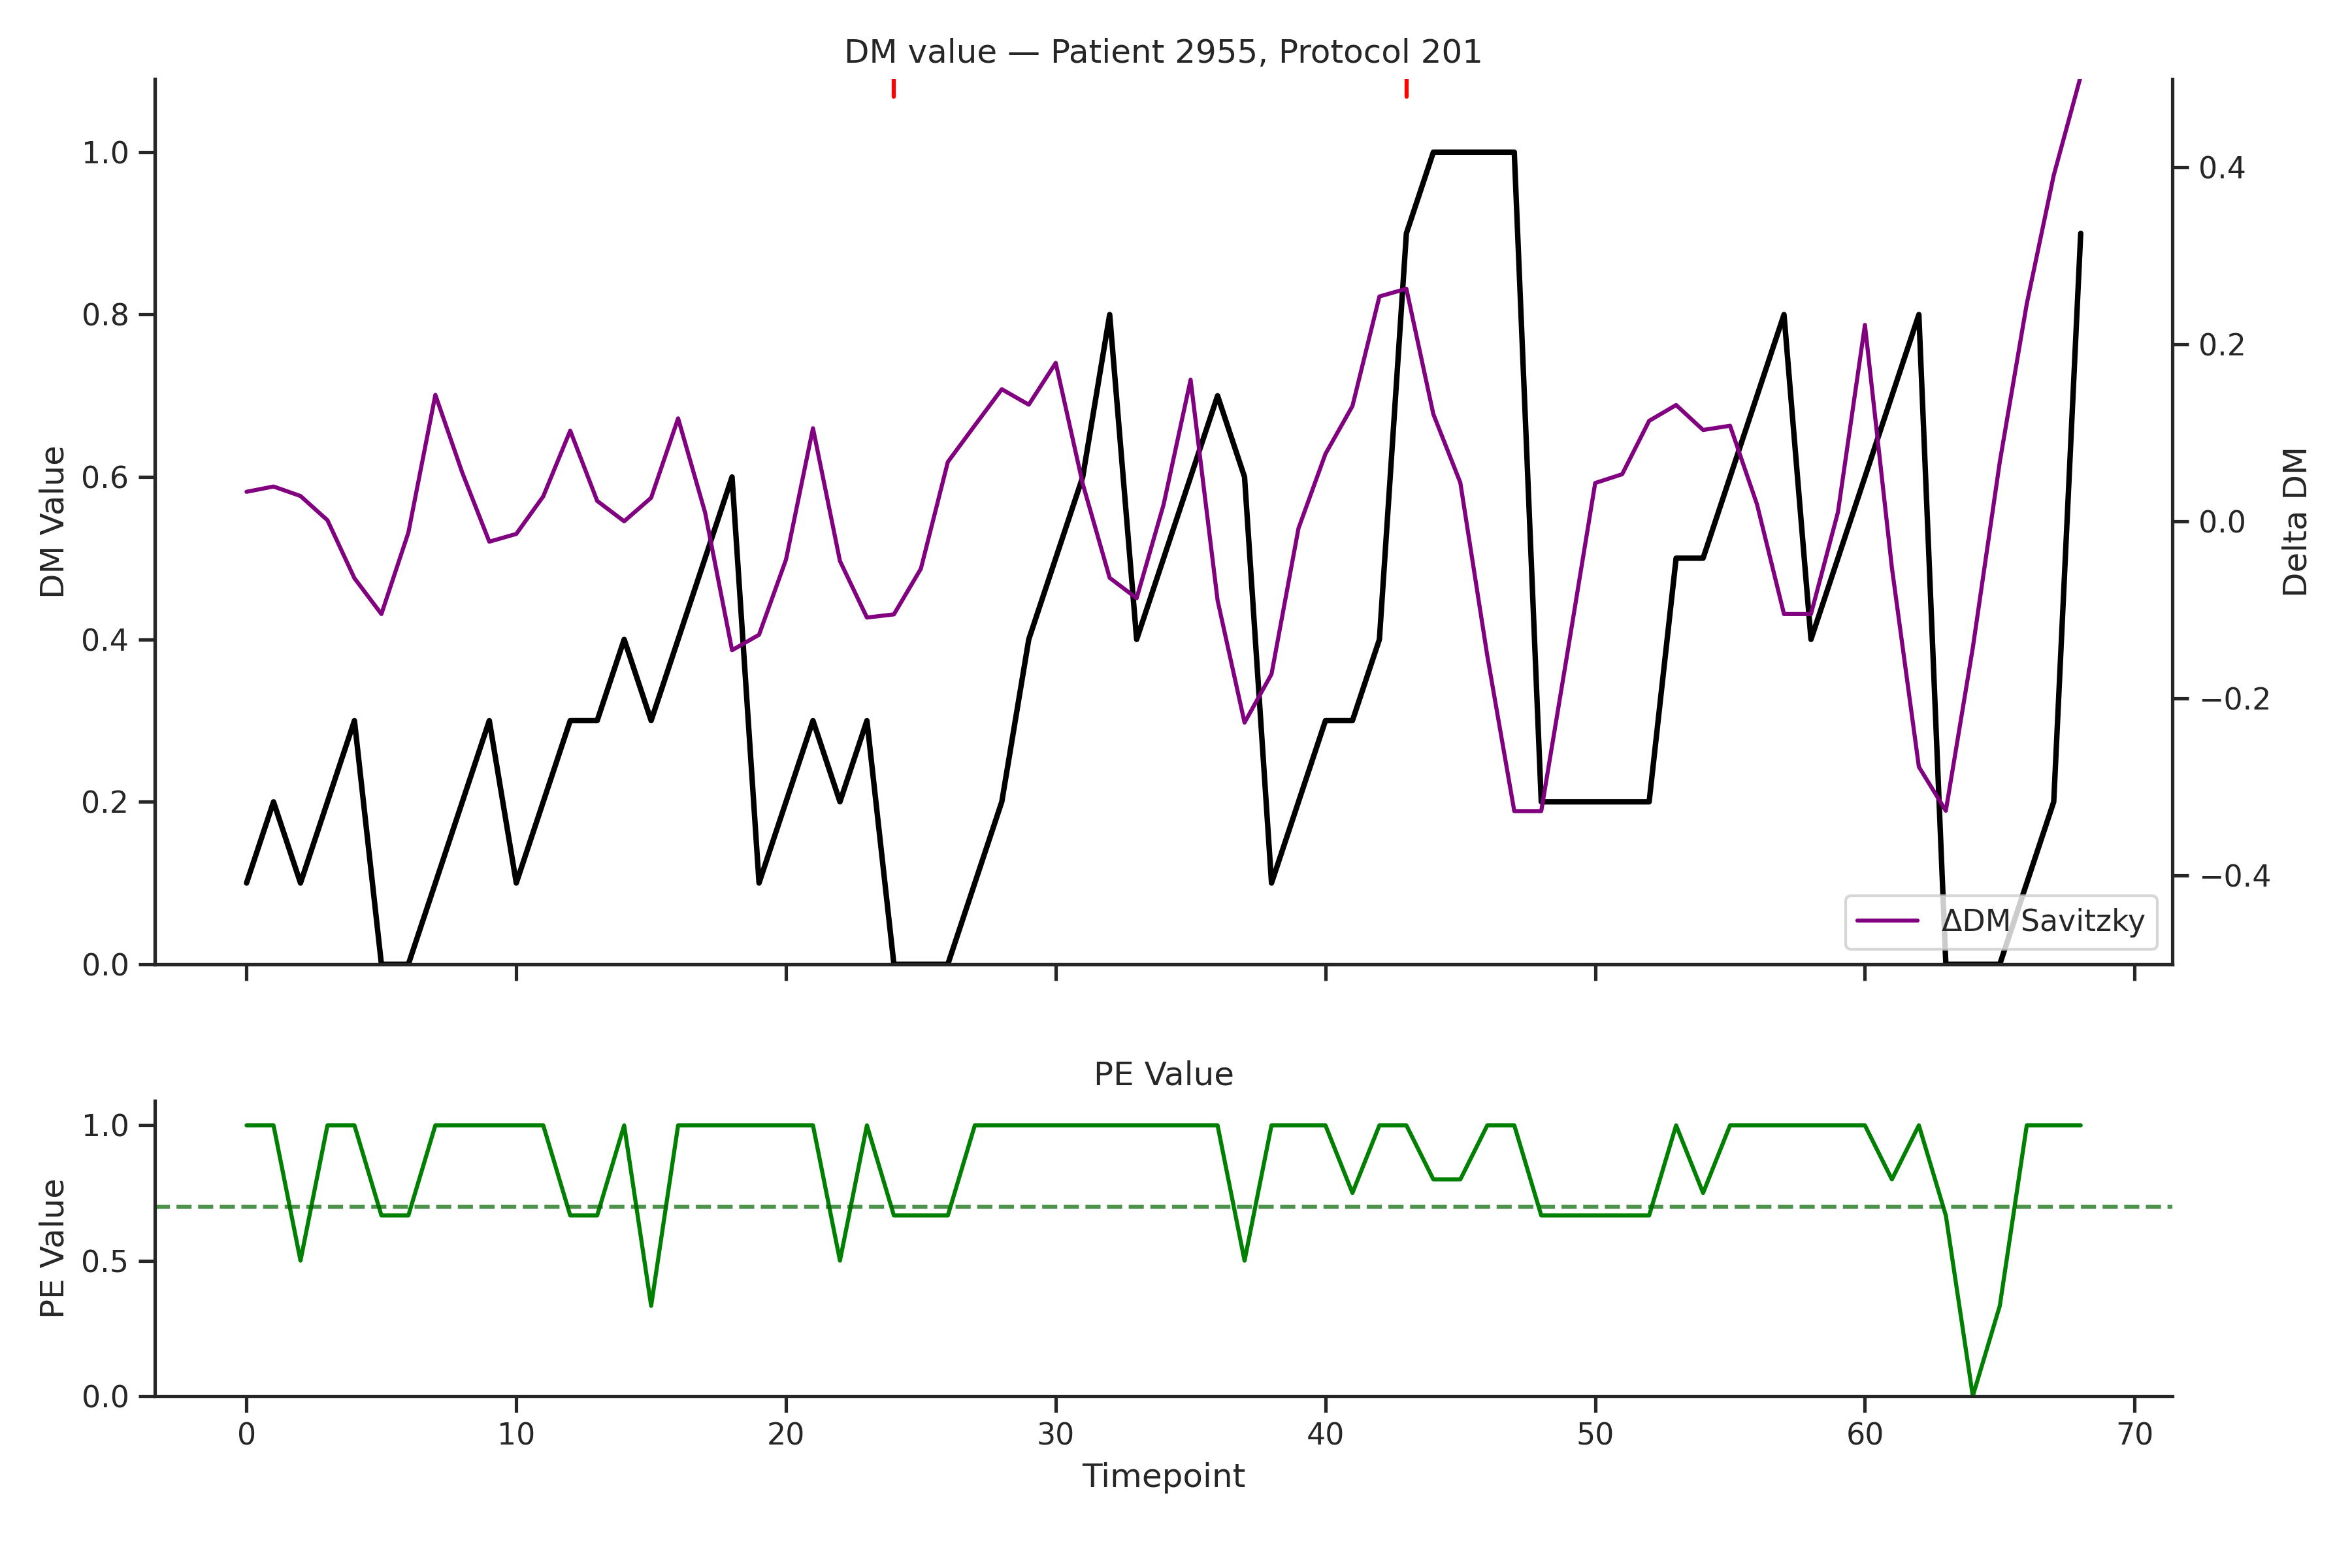 DM value — Patient 2955, Protocol 201
1.0
0.8
0.6
0.4
0.2
0.0
DM Value
0.4
0.2
0.0
−0.2
−0.4
Delta DM
ΔDM Savitzky
PE Value
1.0
0.5
0.0
PE Value
0 10 20 30 40 50 60 70
Timepoint